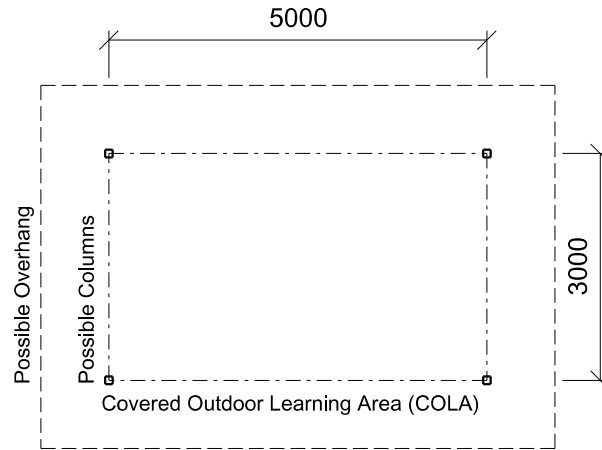 5000
Possible Overhang
Possible Columns
3000
Covered Outdoor Learning Area (COLA)